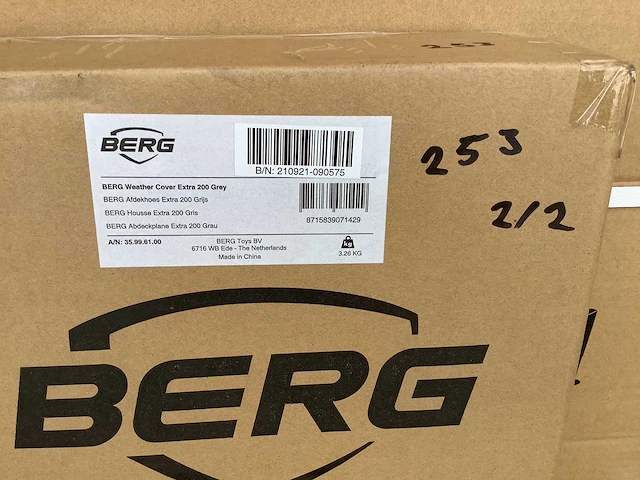 253
BERG
B/N: 210921-090575
BERG Weather Cover Extra 200 Grey
BERG Afdekhoes Extra 200 Grijs
BERG Housse Extra 200 Gris
BERG Abdeckplane Extra 200 Grau
8715839071429
A/N: 35.99.61.00
BERG Toys BV
6716 WB Ede - The Netherlands
Made in China
kg
3.26 KG
253
2/2
BERG